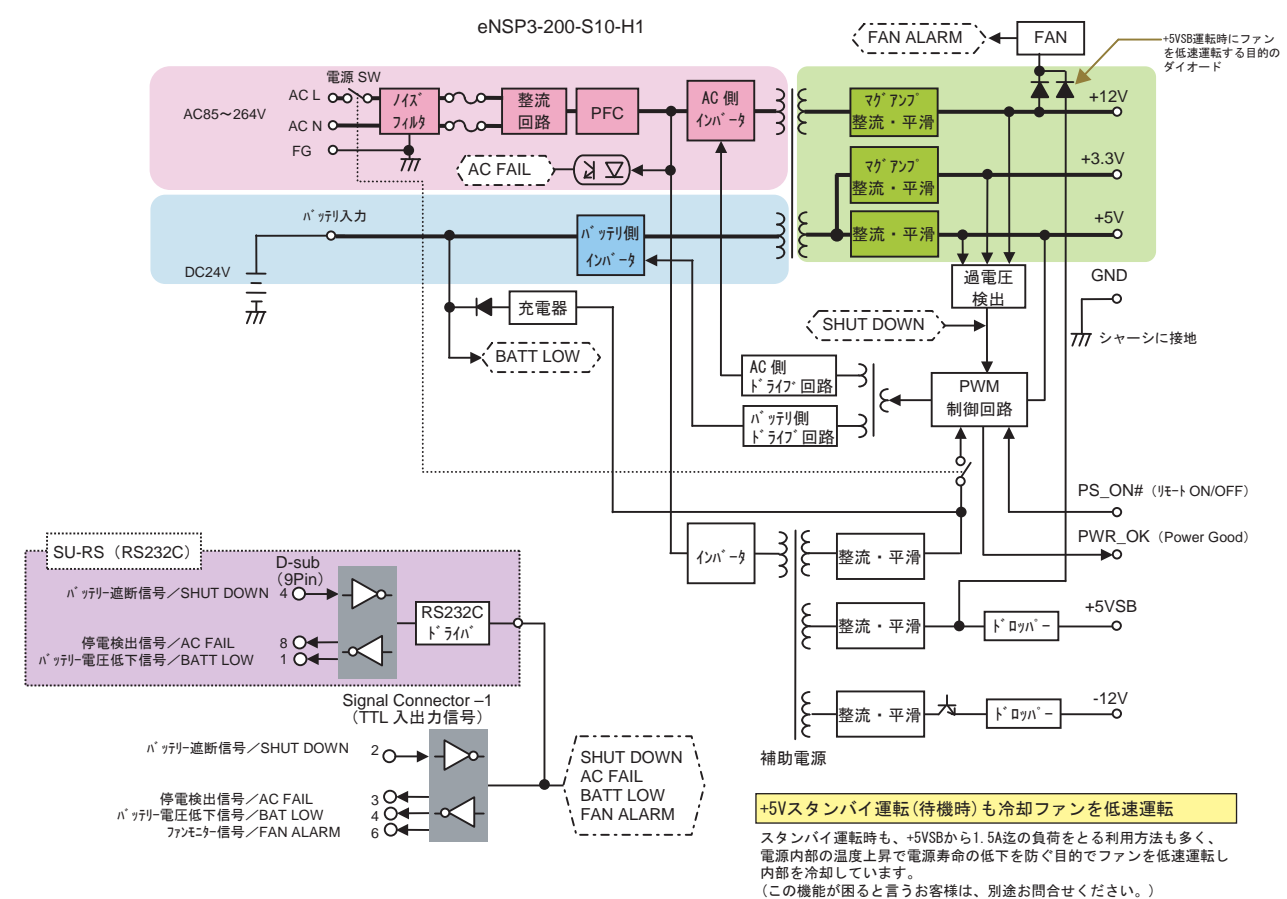 eNSP3-200-S10-H1
FAN ALARM
FAN
+5VSB運転時にファン
を低速運転する目的の
ダイオード
電源 SW
AC85～264V
AC L
AC N
FG
ﾉｲｽﾞ
ﾌｨﾙﾀ
整流
回路
PFC
AC 側
ｲﾝﾊﾞｰﾀ
AC FAIL
ﾏｸﾞｱﾝﾌﾟ
整流・平滑
+12V
ﾏｸﾞｱﾝﾌﾟ
整流・平滑
+3.3V
整流・平滑
+5V
ﾊﾞｯﾃﾘ入力
ﾊﾞｯﾃﾘ側
ｲﾝﾊﾞｰﾀ
DC24V
充電器
BATT LOW
過電圧
検出
GND
シャーシに接地
SHUT DOWN
AC 側
ﾄﾞﾗｲﾌﾞ回路
ﾊﾞｯﾃﾘ側
ﾄﾞﾗｲﾌﾞ回路
PWM
制御回路
PS_ON#（ﾘﾓｰﾄ ON/OFF）
PWR_OK（Power Good）
ｲﾝﾊﾞｰﾀ
整流・平滑
整流・平滑
ﾄﾞﾛｯﾊﾟｰ
+5VSB
整流・平滑
ﾄﾞﾛｯﾊﾟｰ
-12V
補助電源
SU-RS（RS232C）
D-sub
（9Pin）
ﾊﾞｯﾃﾘｰ遮断信号／SHUT DOWN 4
停電検出信号／AC FAIL 8
ﾊﾞｯﾃﾘｰ電圧低下信号／BATT LOW 1
RS232C
ﾄﾞﾗｲﾊﾞ
Signal Connector –1
（TTL 入出力信号）
ﾊﾞｯﾃﾘｰ遮断信号／SHUT DOWN 2
停電検出信号／AC FAIL 3
ﾊﾞｯﾃﾘｰ電圧低下信号／BAT LOW 4
ﾌｧﾝﾓﾆﾀｰ信号／FAN ALARM 6
SHUT DOWN
AC FAIL
BATT LOW
FAN ALARM
+5Vスタンバイ運転(待機時)も冷却ファンを低速運転
スタンバイ運転時も、+5VSBから1.5A迄の負荷をとる利用方法も多く、
電源内部の温度上昇で電源寿命の低下を防ぐ目的でファンを低速運転し
内部を冷却しています。
(この機能が困ると言うお客様は、別途お問合せください。)